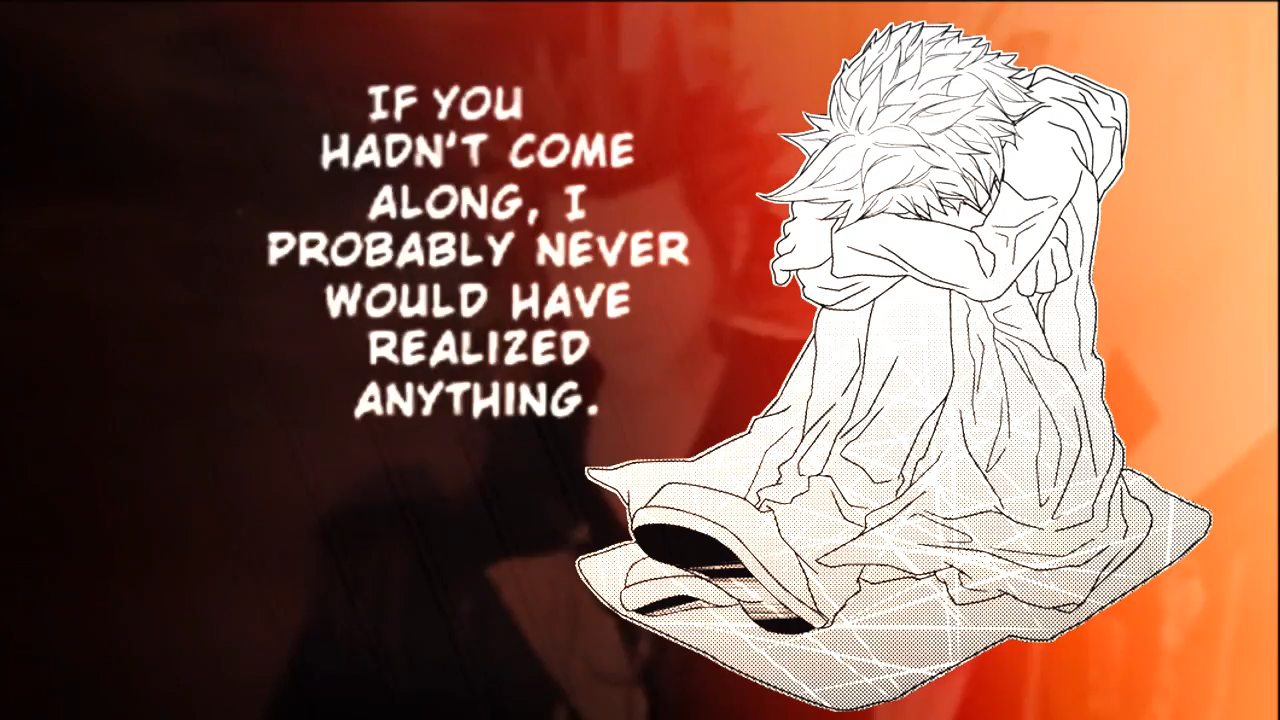 IF YOU
HADN'T COME
ALONG, I
PROBABLY NEVER
WOULD HAVE
REALIZED
ANYTHING.